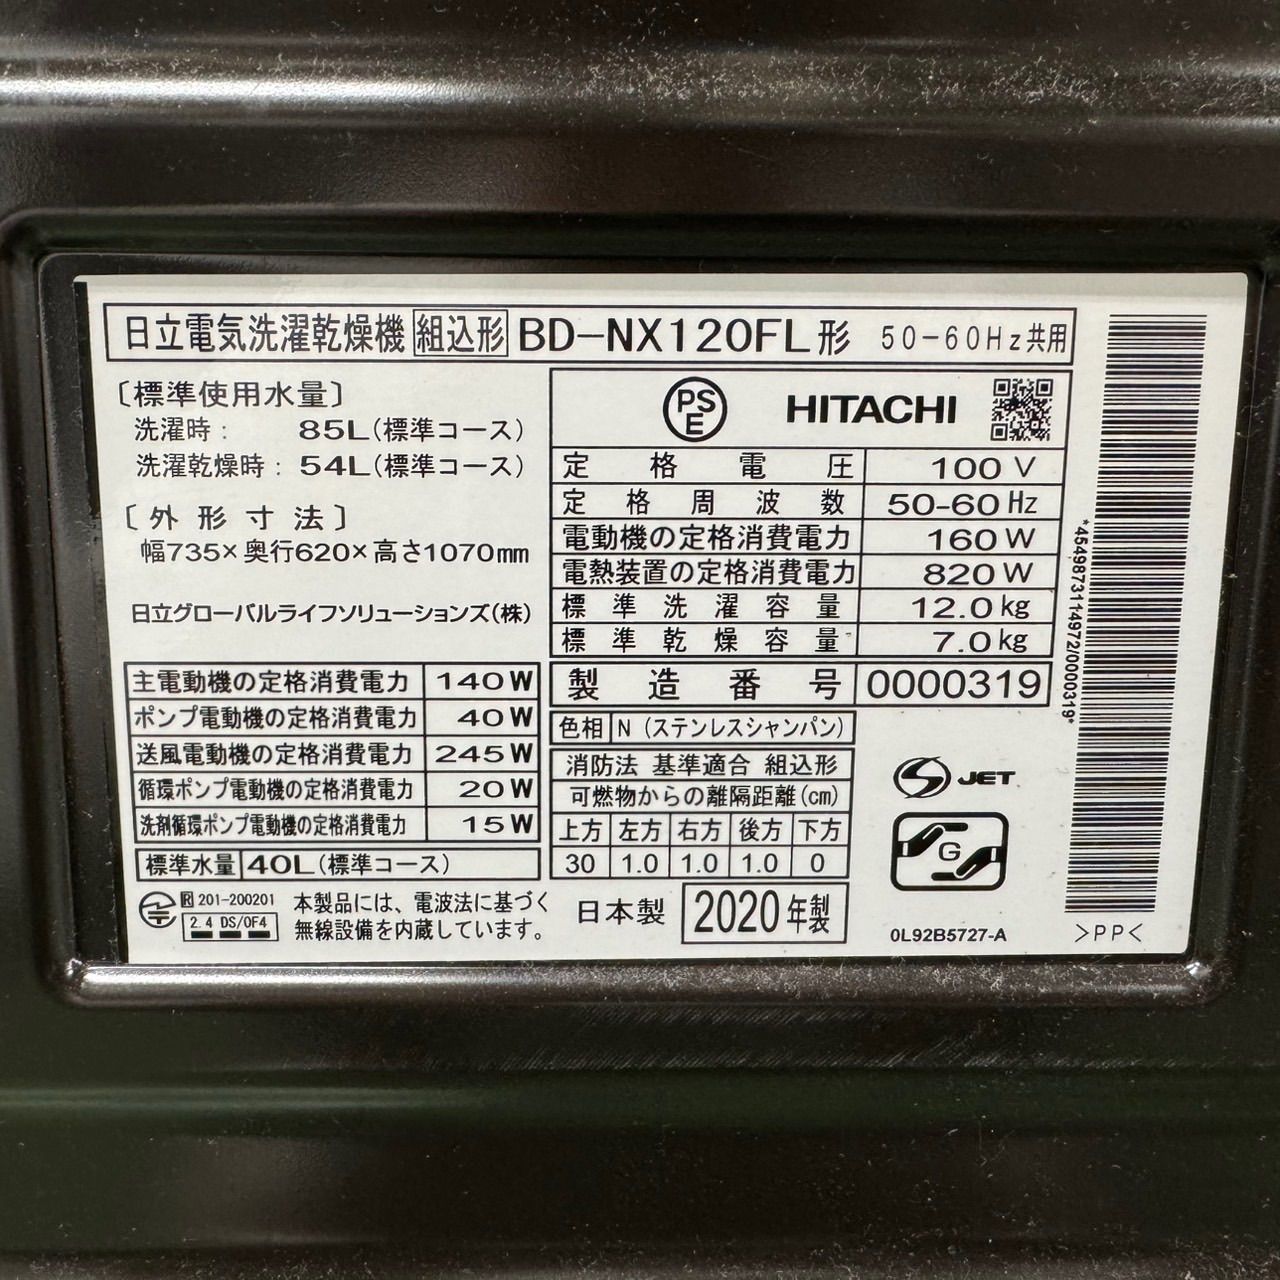 日立電気洗濯乾燥機 組込形 BD-NX120FL形 50-60Hz共用
〔標準使用水量〕
洗濯時: 85L(標準コース)
洗濯乾燥時: 54L(標準コース)
〔外形寸法〕
幅735×奥行620×高さ1070mm
日立グローバルライフソリューションズ(株)
主電動機の定格消費電力 140W
ポンプ電動機の定格消費電力 40W
送風電動機の定格消費電力 245W
循環ポンプ電動機の定格消費電力 20W
洗剤循環ポンプ電動機の定格消費電力 15W
標準水量 40L(標準コース)
R 201-200201
2.4 DS/OF4
本製品には、電波法に基づく
無線設備を内蔵しています。
PSE HITACHI
定格電圧 100V
定格周波数 50-60Hz
電動機の定格消費電力 160W
電熱装置の定格消費電力 820W
標準洗濯容量 12.0kg
標準乾燥容量 7.0kg
製造番号 0000319
色相 N(ステンレスシャンパン)
消防法 基準適合 組込形
可燃物からの離隔距離(cm)
上方 左方 右方 後方 下方
30 1.0 1.0 1.0 0
日本製 2020年製
S JET
G
0L92B5727-A
>PP<
*4549873114972/0000319*